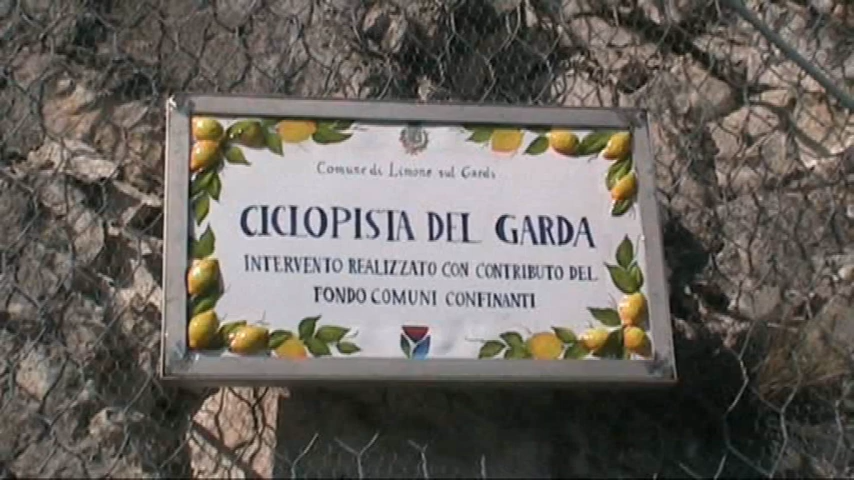 Comune di Limone sul Garda
CICLOPISTA DEL GARDA
INTERVENTO REALIZZATO CON CONTRIBUTO DEL
FONDO COMUNI CONFINANTI